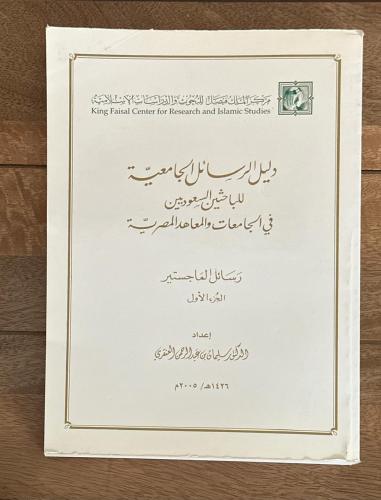 مركز الملك فيصل للبحوث والدراسات الإسلامية
King Faisal Center for Research and Islamic Studies
دليل الرسائل الجامعية
للباحثين السعوديين
في الجامعات والمعاهد المصرية
رسائل الماجستير
الجزء الأول
إعداد
الدكتور سليمان بن عبدالرحمن العنقري
١٤٢٦هـ / ٢٠٠٥م